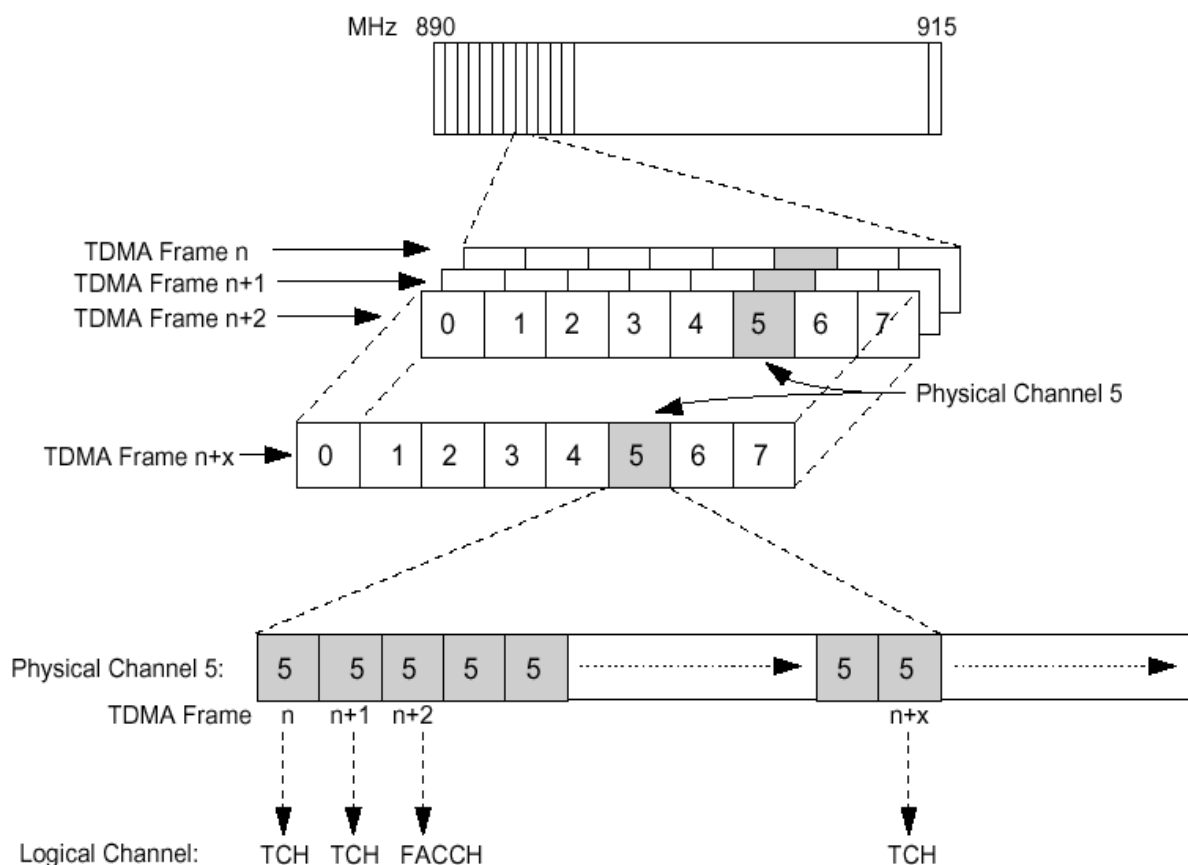 MHz 890 915
TDMA Frame n
TDMA Frame n+1
TDMA Frame n+2
0 1 2 3 4 5 6 7
Physical Channel 5
TDMA Frame n+x
0 1 2 3 4 5 6 7
Physical Channel 5: 5 5 5 5 5 5 5
TDMA Frame n n+1 n+2 n+x
Logical Channel: TCH TCH FACCH TCH